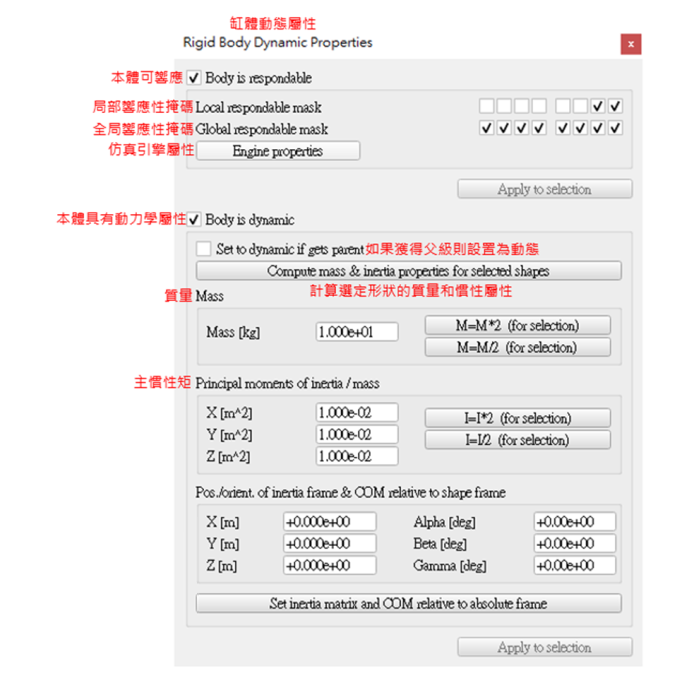 缸體動態屬性
Rigid Body Dynamic Properties
x
本體可響應 Body is respondable
局部響應性掩碼 Local respondable mask
全局響應性掩碼 Global respondable mask
仿真引擎屬性 Engine properties
Apply to selection
本體具有動力學屬性 Body is dynamic
Set to dynamic if gets parent 如果獲得父級則設置為動態
Compute mass & inertia properties for selected shapes
計算選定形狀的質量和慣性屬性
質量 Mass
Mass [kg] 1.000e+01 M=M*2 (for selection)
M=M/2 (for selection)
主慣性矩 Principal moments of inertia / mass
X [m^2] 1.000e-02 I=I*2 (for selection)
Y [m^2] 1.000e-02 I=I/2 (for selection)
Z [m^2] 1.000e-02
Pos./orient. of inertia frame & COM relative to shape frame
X [m] +0.000e+00 Alpha [deg] +0.000e+00
Y [m] +0.000e+00 Beta [deg] +0.000e+00
Z [m] +0.000e+00 Gamma [deg] +0.000e+00
Set inertia matrix and COM relative to absolute frame
Apply to selection